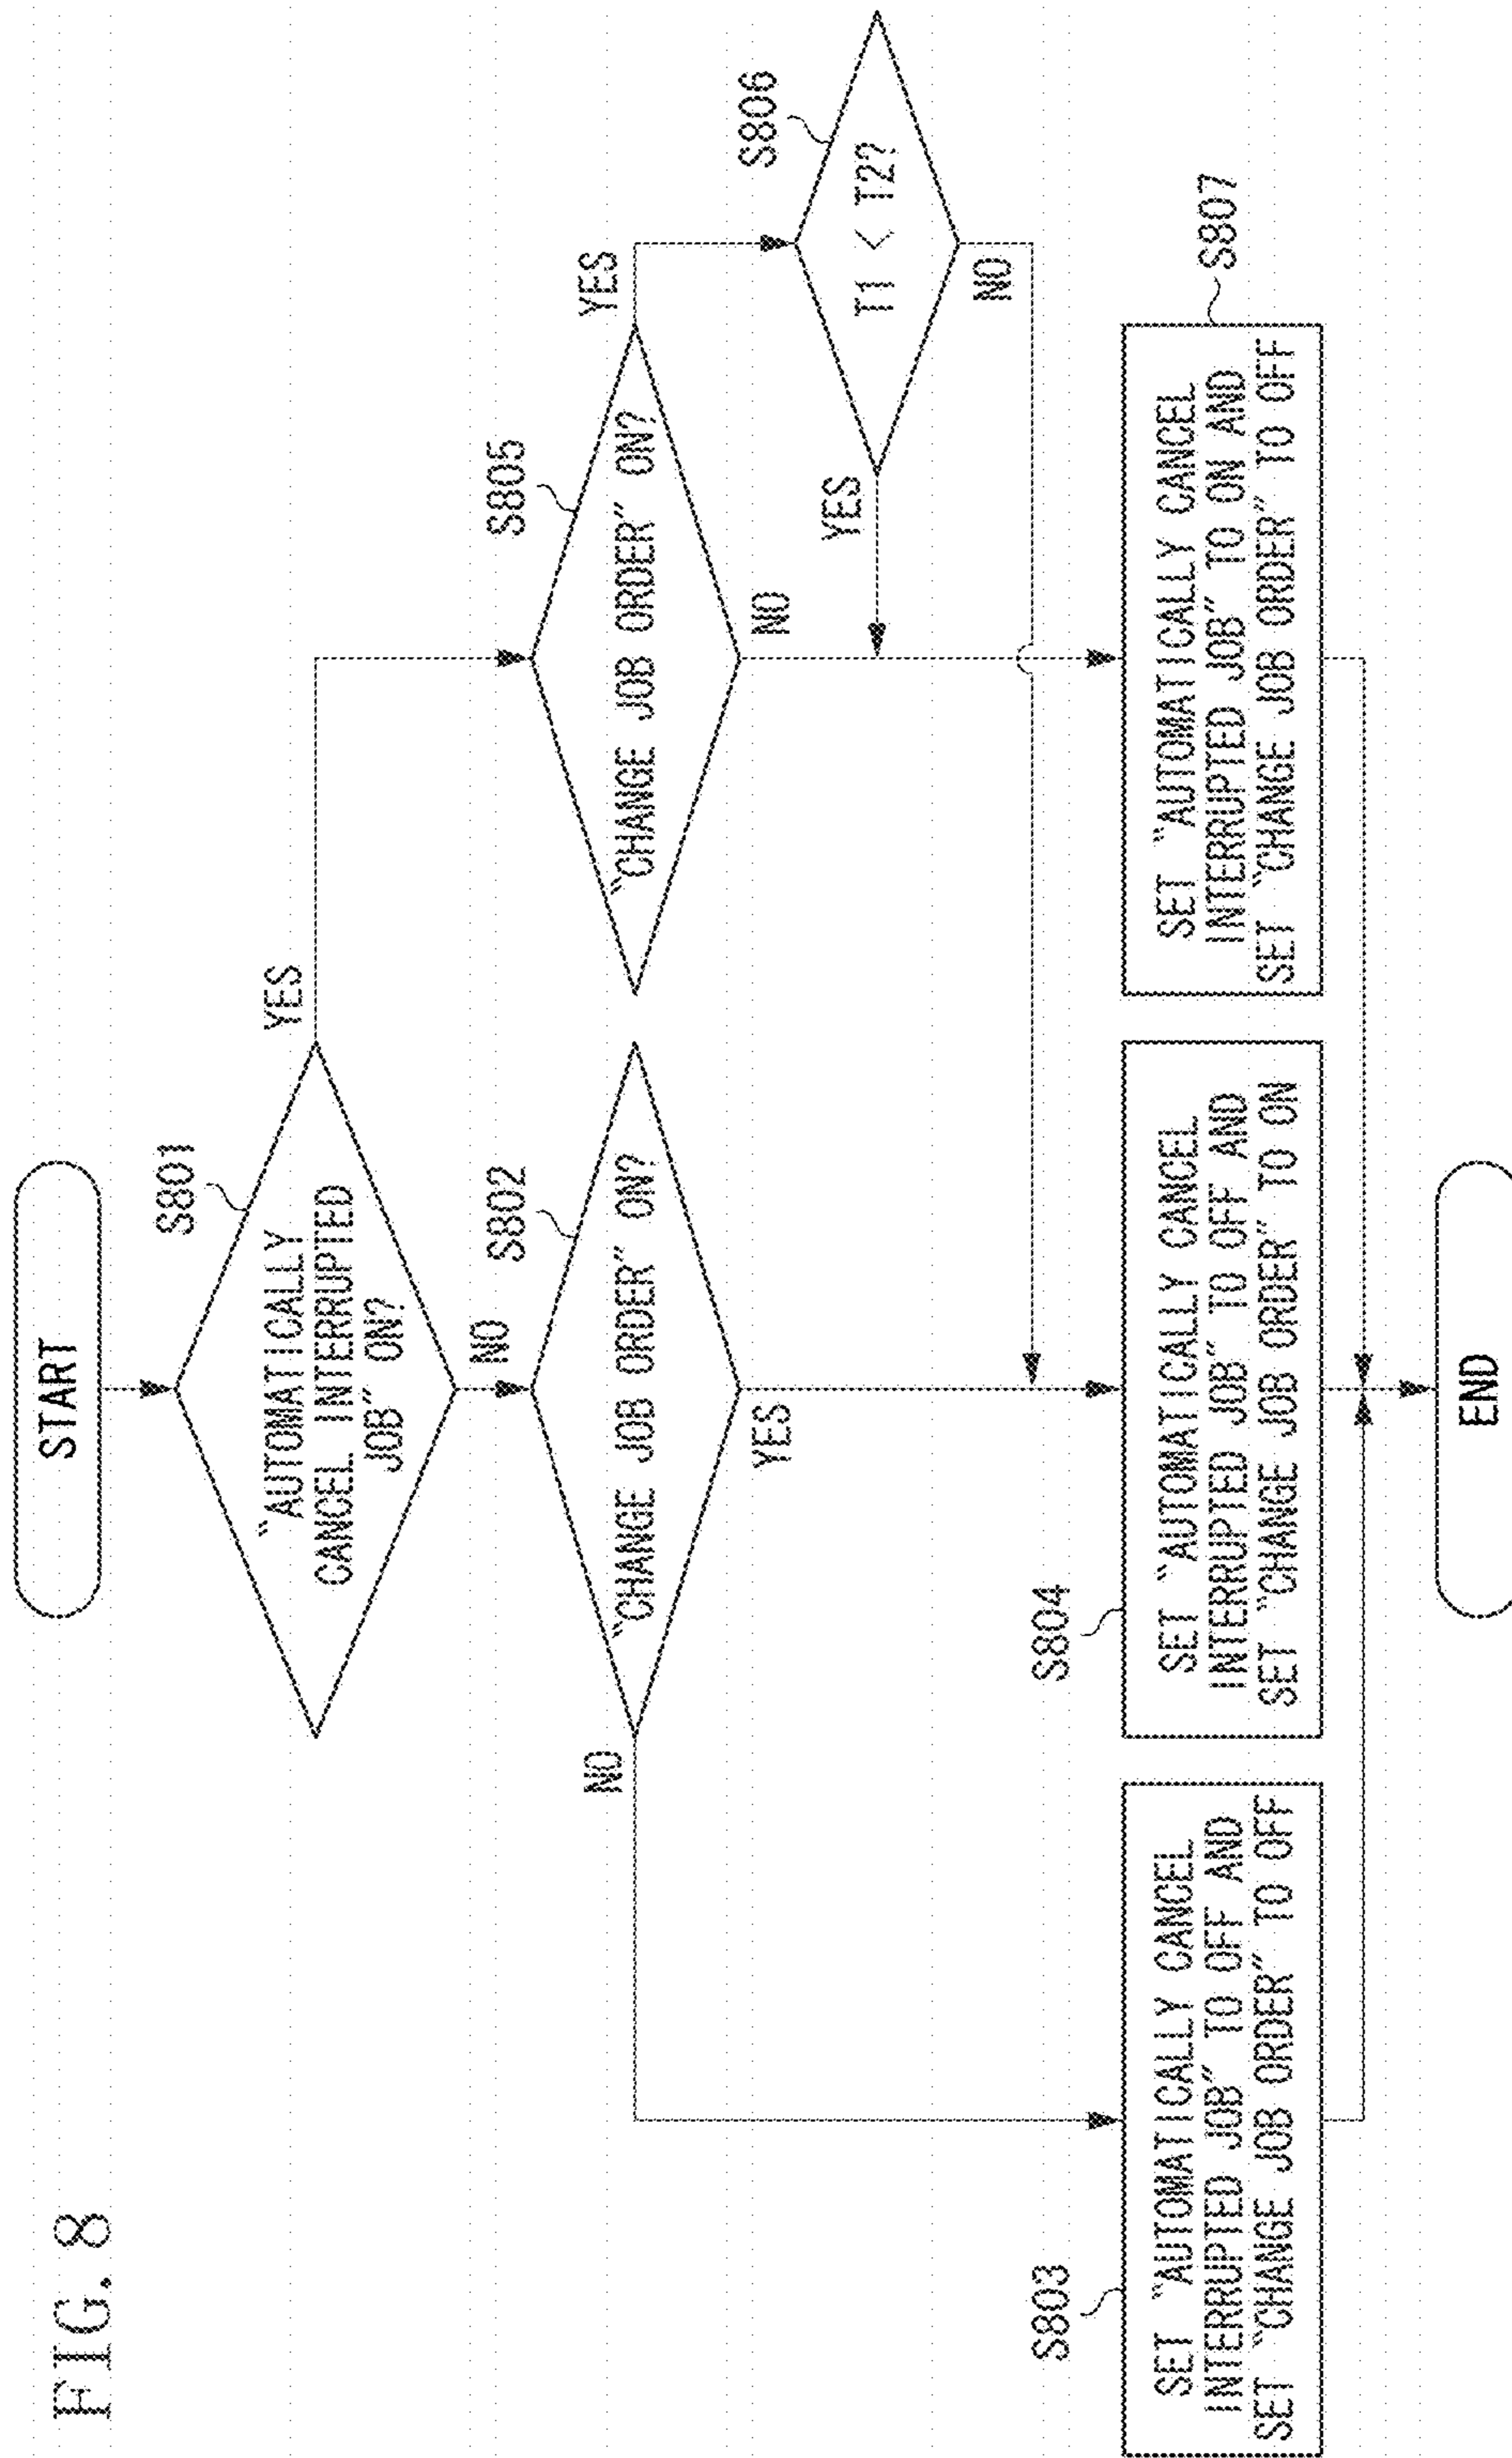 FIG. 8
START
S801
"AUTOMATICALLY
CANCEL INTERRUPTED
JOB" ON?
YES
NO
S802
"CHANGE JOB ORDER" ON?
NO
YES
S805
"CHANGE JOB ORDER" ON?
YES
NO
S806
T1 < T2?
YES
NO
S803
SET "AUTOMATICALLY CANCEL
INTERRUPTED JOB" TO OFF AND
SET "CHANGE JOB ORDER" TO OFF
S804
SET "AUTOMATICALLY CANCEL
INTERRUPTED JOB" TO OFF AND
SET "CHANGE JOB ORDER" TO ON
S807
SET "AUTOMATICALLY CANCEL
INTERRUPTED JOB" TO ON AND
SET "CHANGE JOB ORDER" TO OFF
END